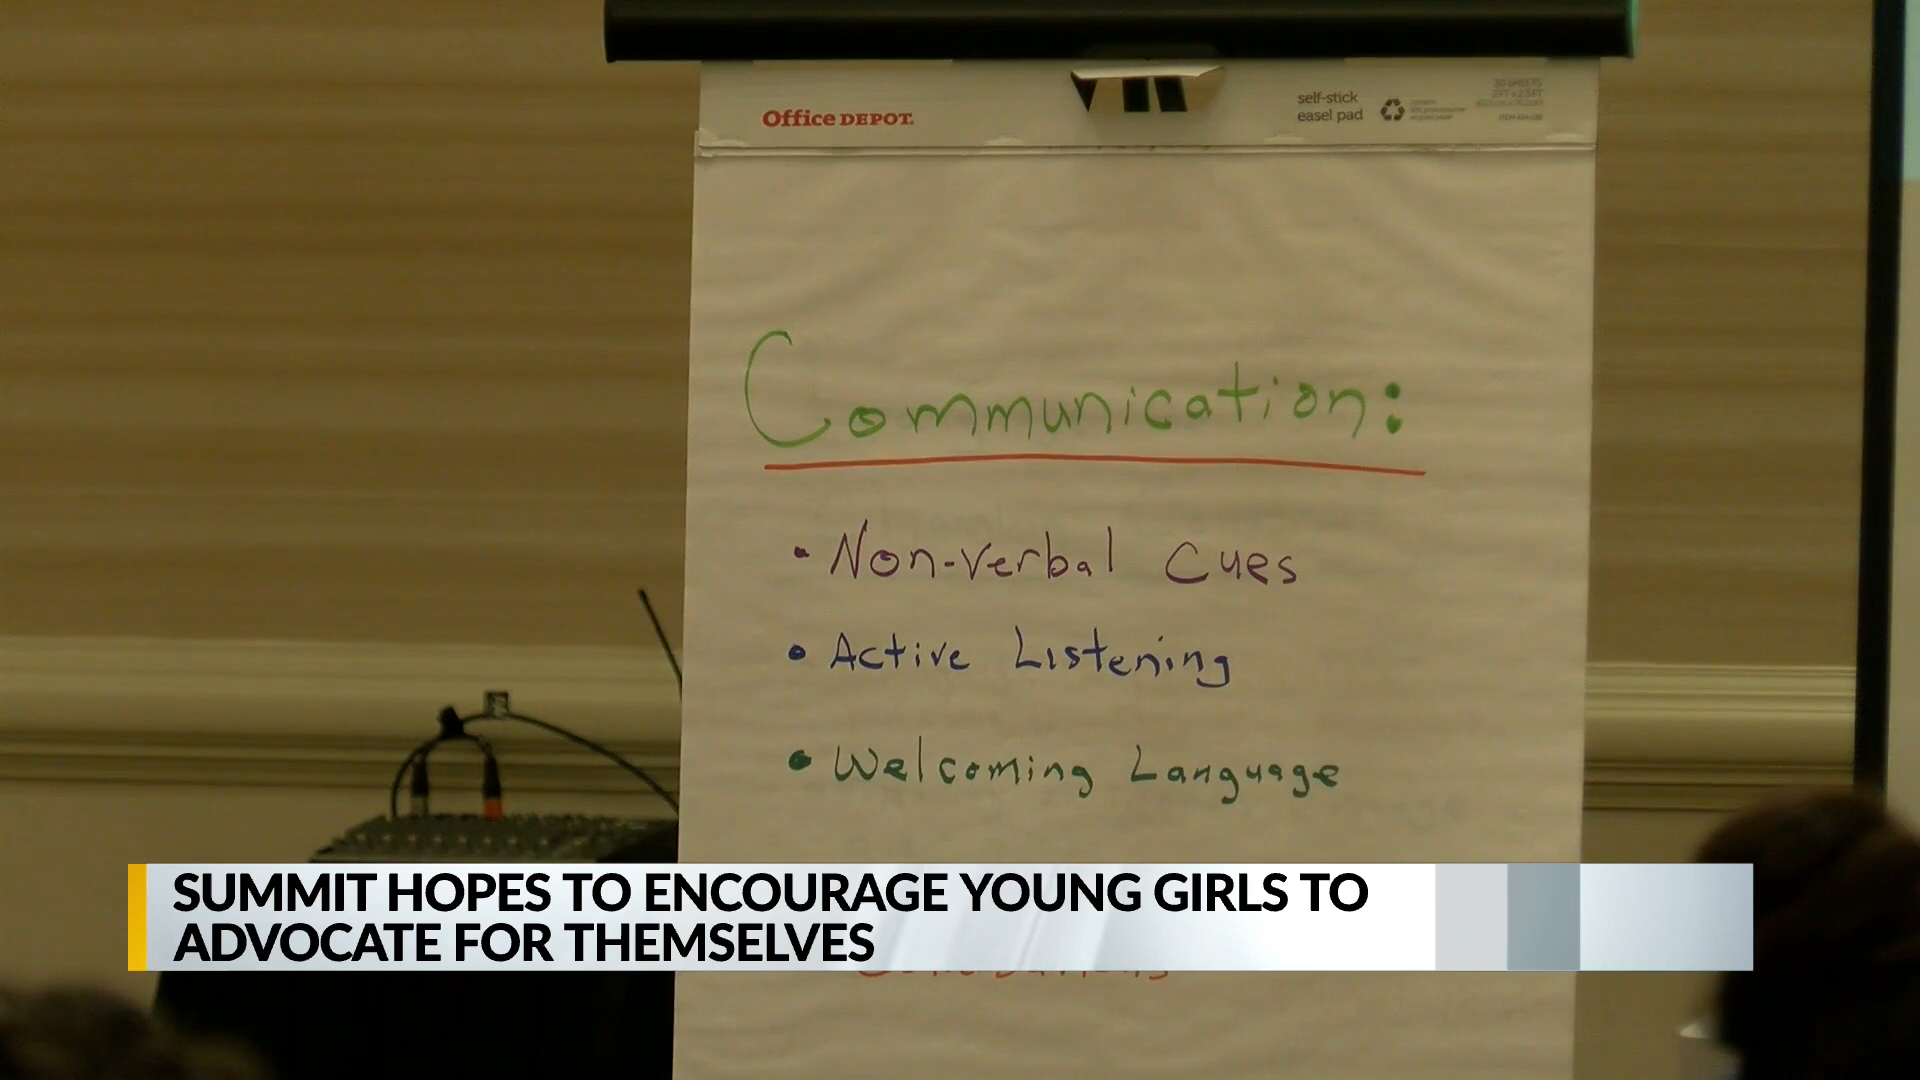 Office DEPOT.
self-stick
easel pad
Communication:
• Non-verbal Cues
• Active Listening
• Welcoming Language
SUMMIT HOPES TO ENCOURAGE YOUNG GIRLS TO
ADVOCATE FOR THEMSELVES